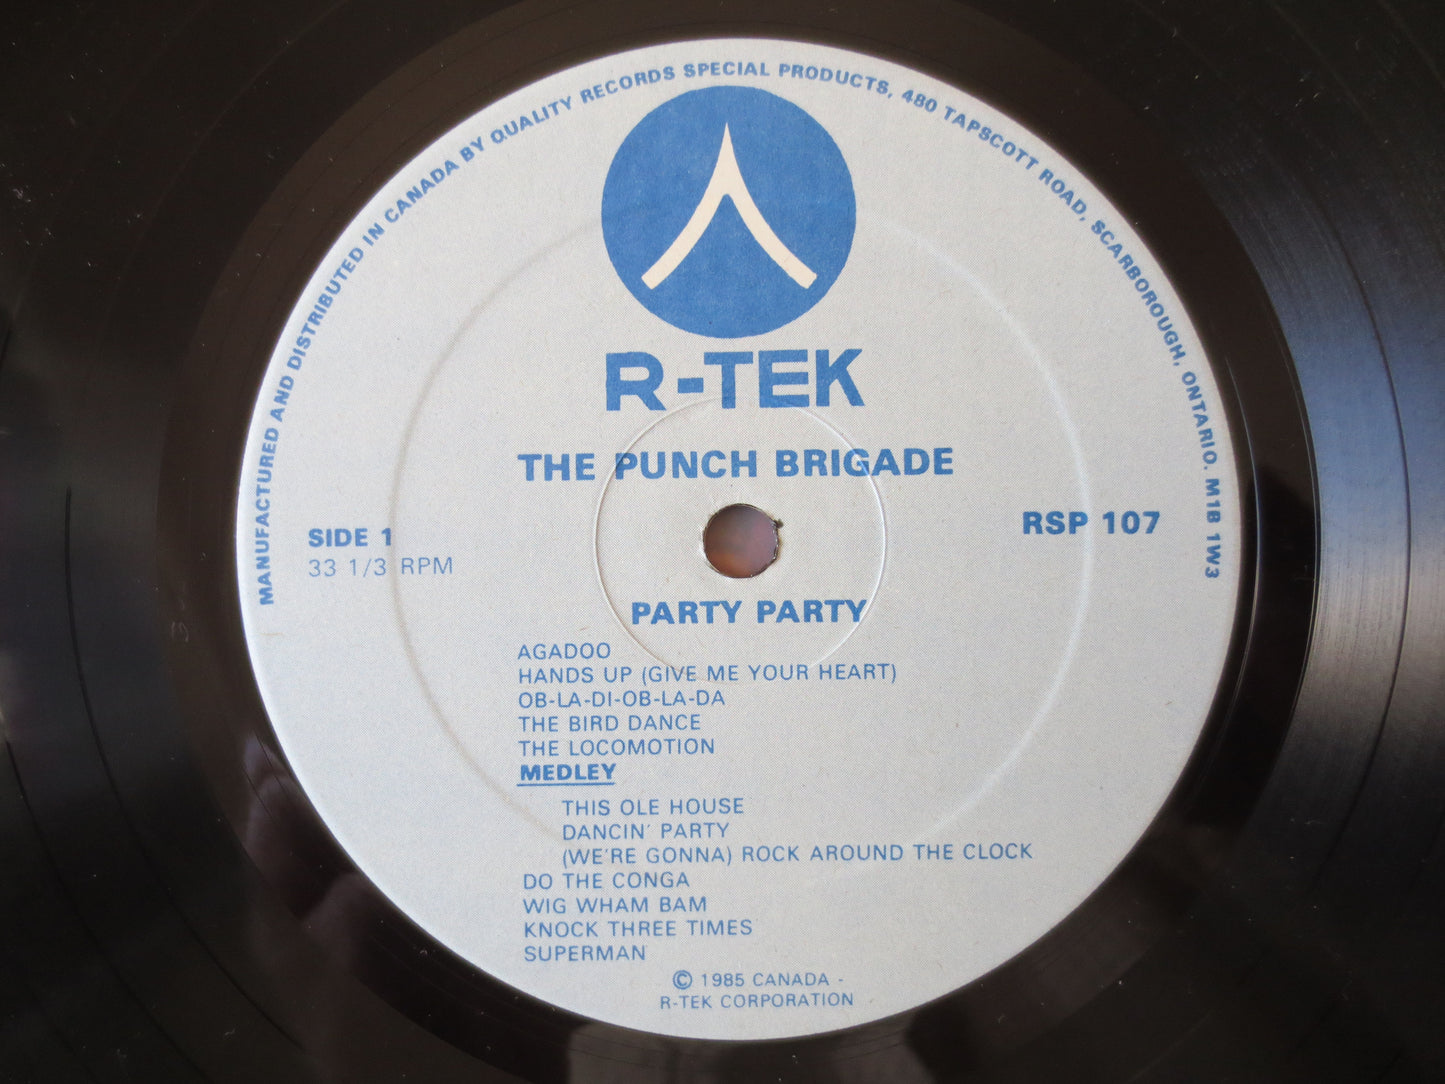 MANUFACTURED AND DISTRIBUTED IN CANADA BY QUALITY RECORDS SPECIAL PRODUCTS, 480 TAPSCOTT ROAD, SCARBOROUGH, ONTARIO. M1B 1W3
R-TEK
THE PUNCH BRIGADE
SIDE 1
33 1/3 RPM
RSP 107
PARTY PARTY
AGADOO
HANDS UP (GIVE ME YOUR HEART)
OB-LA-DI-OB-LA-DA
THE BIRD DANCE
THE LOCOMOTION
MEDLEY
THIS OLE HOUSE
DANCIN' PARTY
(WE'RE GONNA) ROCK AROUND THE CLOCK
DO THE CONGA
WIG WHAM BAM
KNOCK THREE TIMES
SUPERMAN
© 1985 CANADA -
R-TEK CORPORATION